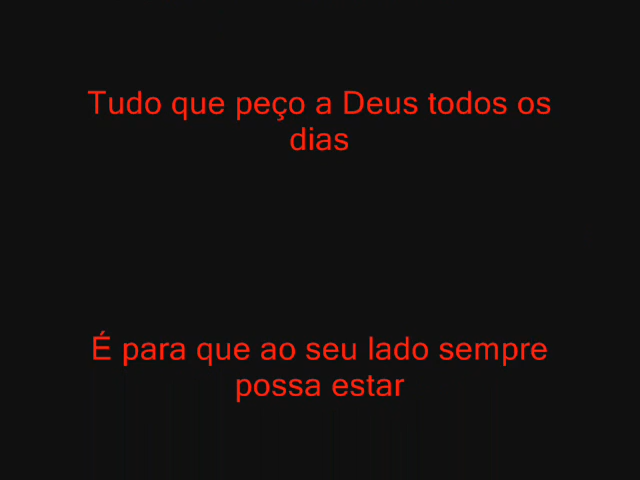 Tudo que peço a Deus todos os
dias
É para que ao seu lado sempre
possa estar